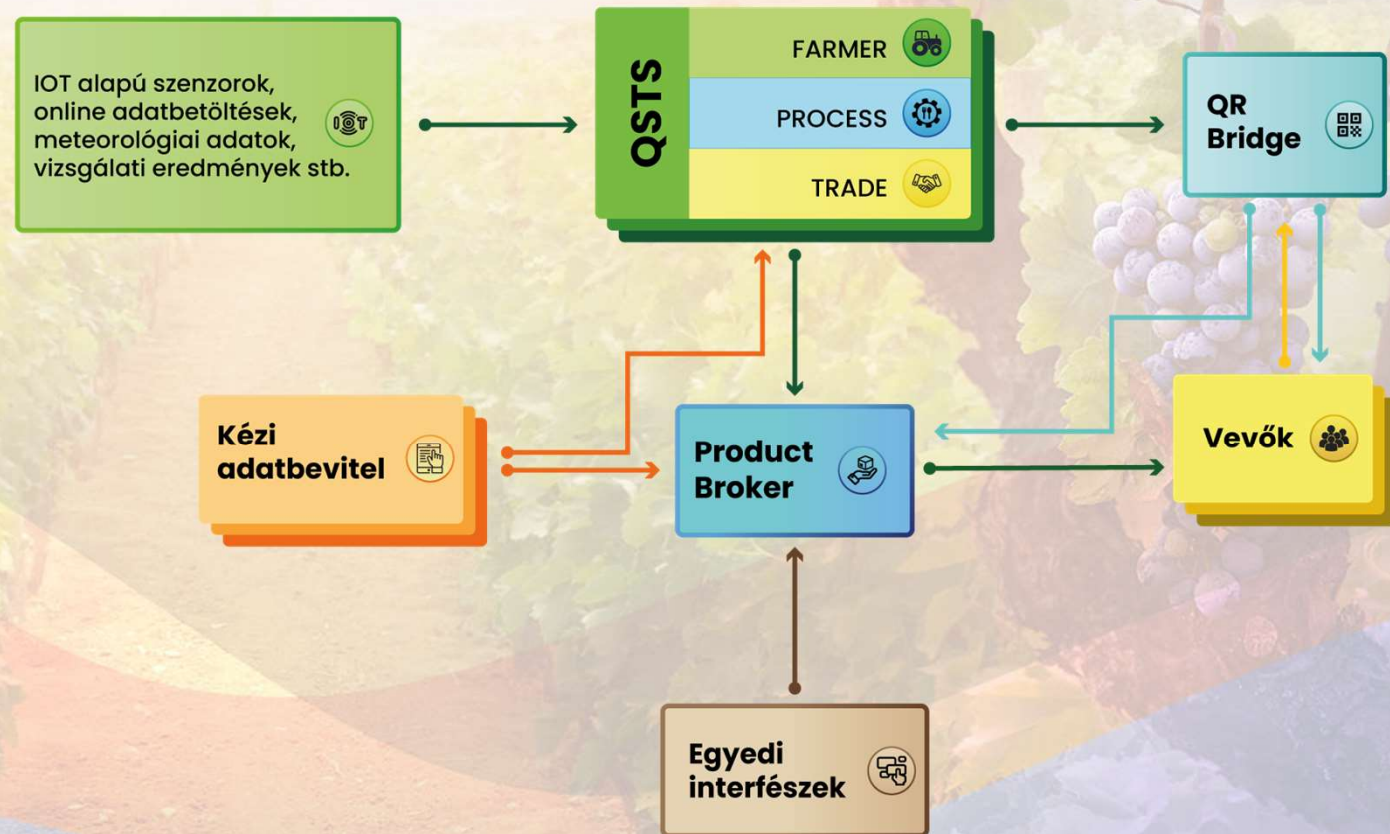 IOT alapú szenzorok,
online adatbetöltések,
meteorológiai adatok,
vizsgálati eredmények stb.
IOT
QSTS
FARMER
PROCESS
TRADE
QR
Bridge
Kézi
adatbevitel
Product
Broker
Vevők
Egyedi
interfészek